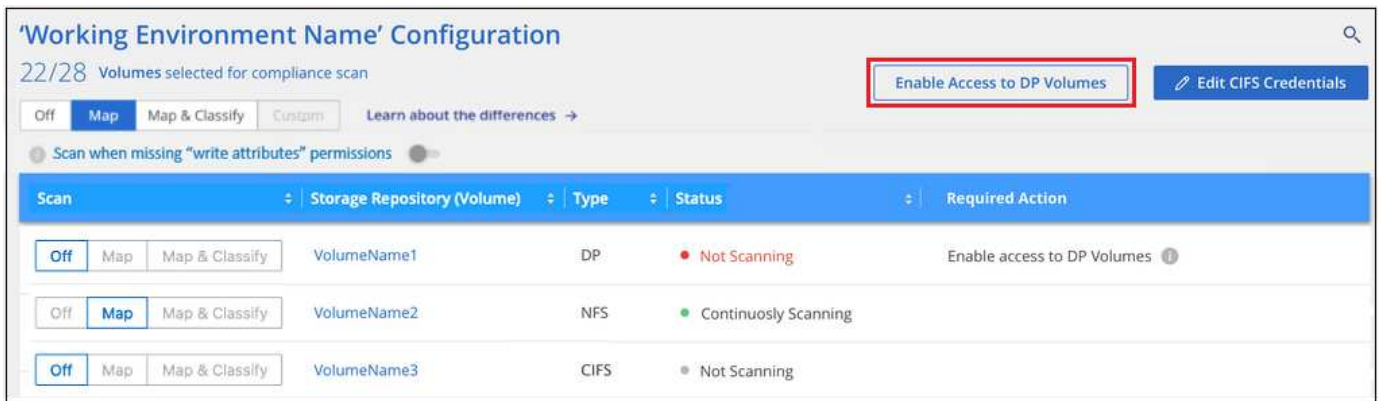 'Working Environment Name' Configuration
22/28 Volumes selected for compliance scan
Enable Access to DP Volumes
Edit CIFS Credentials
Off Map Map & Classify Custom Learn about the differences →
Scan when missing "write attributes" permissions
Scan Storage Repository (Volume) Type Status Required Action
Off Map Map & Classify VolumeName1 DP Not Scanning Enable access to DP Volumes
Off Map Map & Classify VolumeName2 NFS Continuosly Scanning
Off Map Map & Classify VolumeName3 CIFS Not Scanning